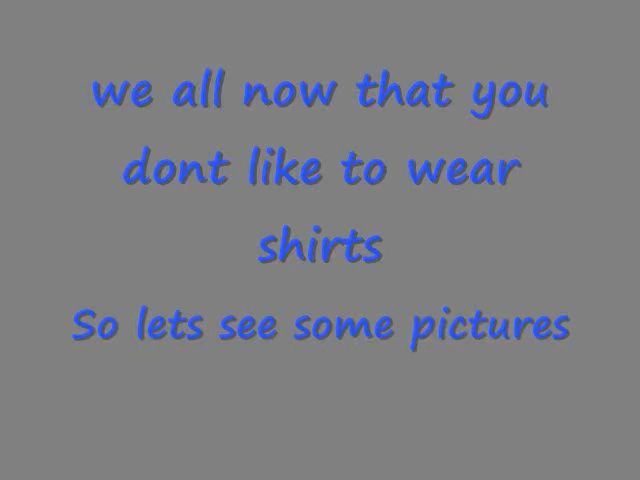 we all now that you
dont like to wear
shirts
So lets see some pictures